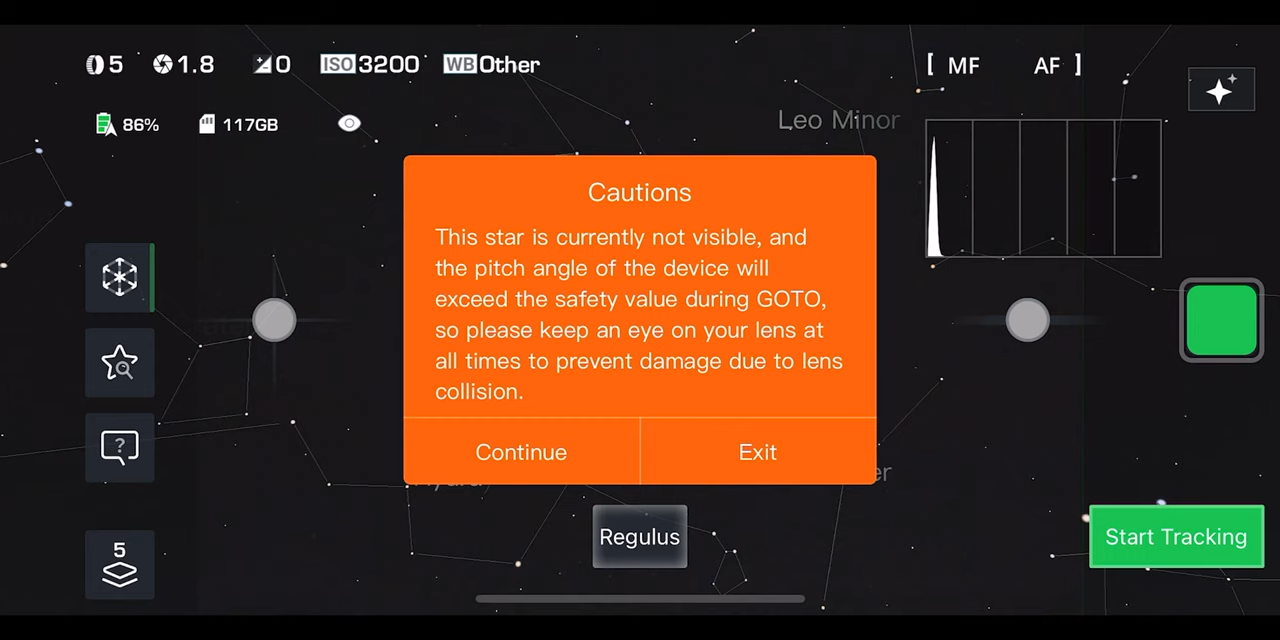 5 1.8 0 ISO 3200 WB Other [ MF AF ]
86% 117GB
Leo Minor
Cautions
This star is currently not visible, and
the pitch angle of the device will
exceed the safety value during GOTO,
so please keep an eye on your lens at
all times to prevent damage due to lens
collision.
Continue Exit
?
5
Regulus
Start Tracking